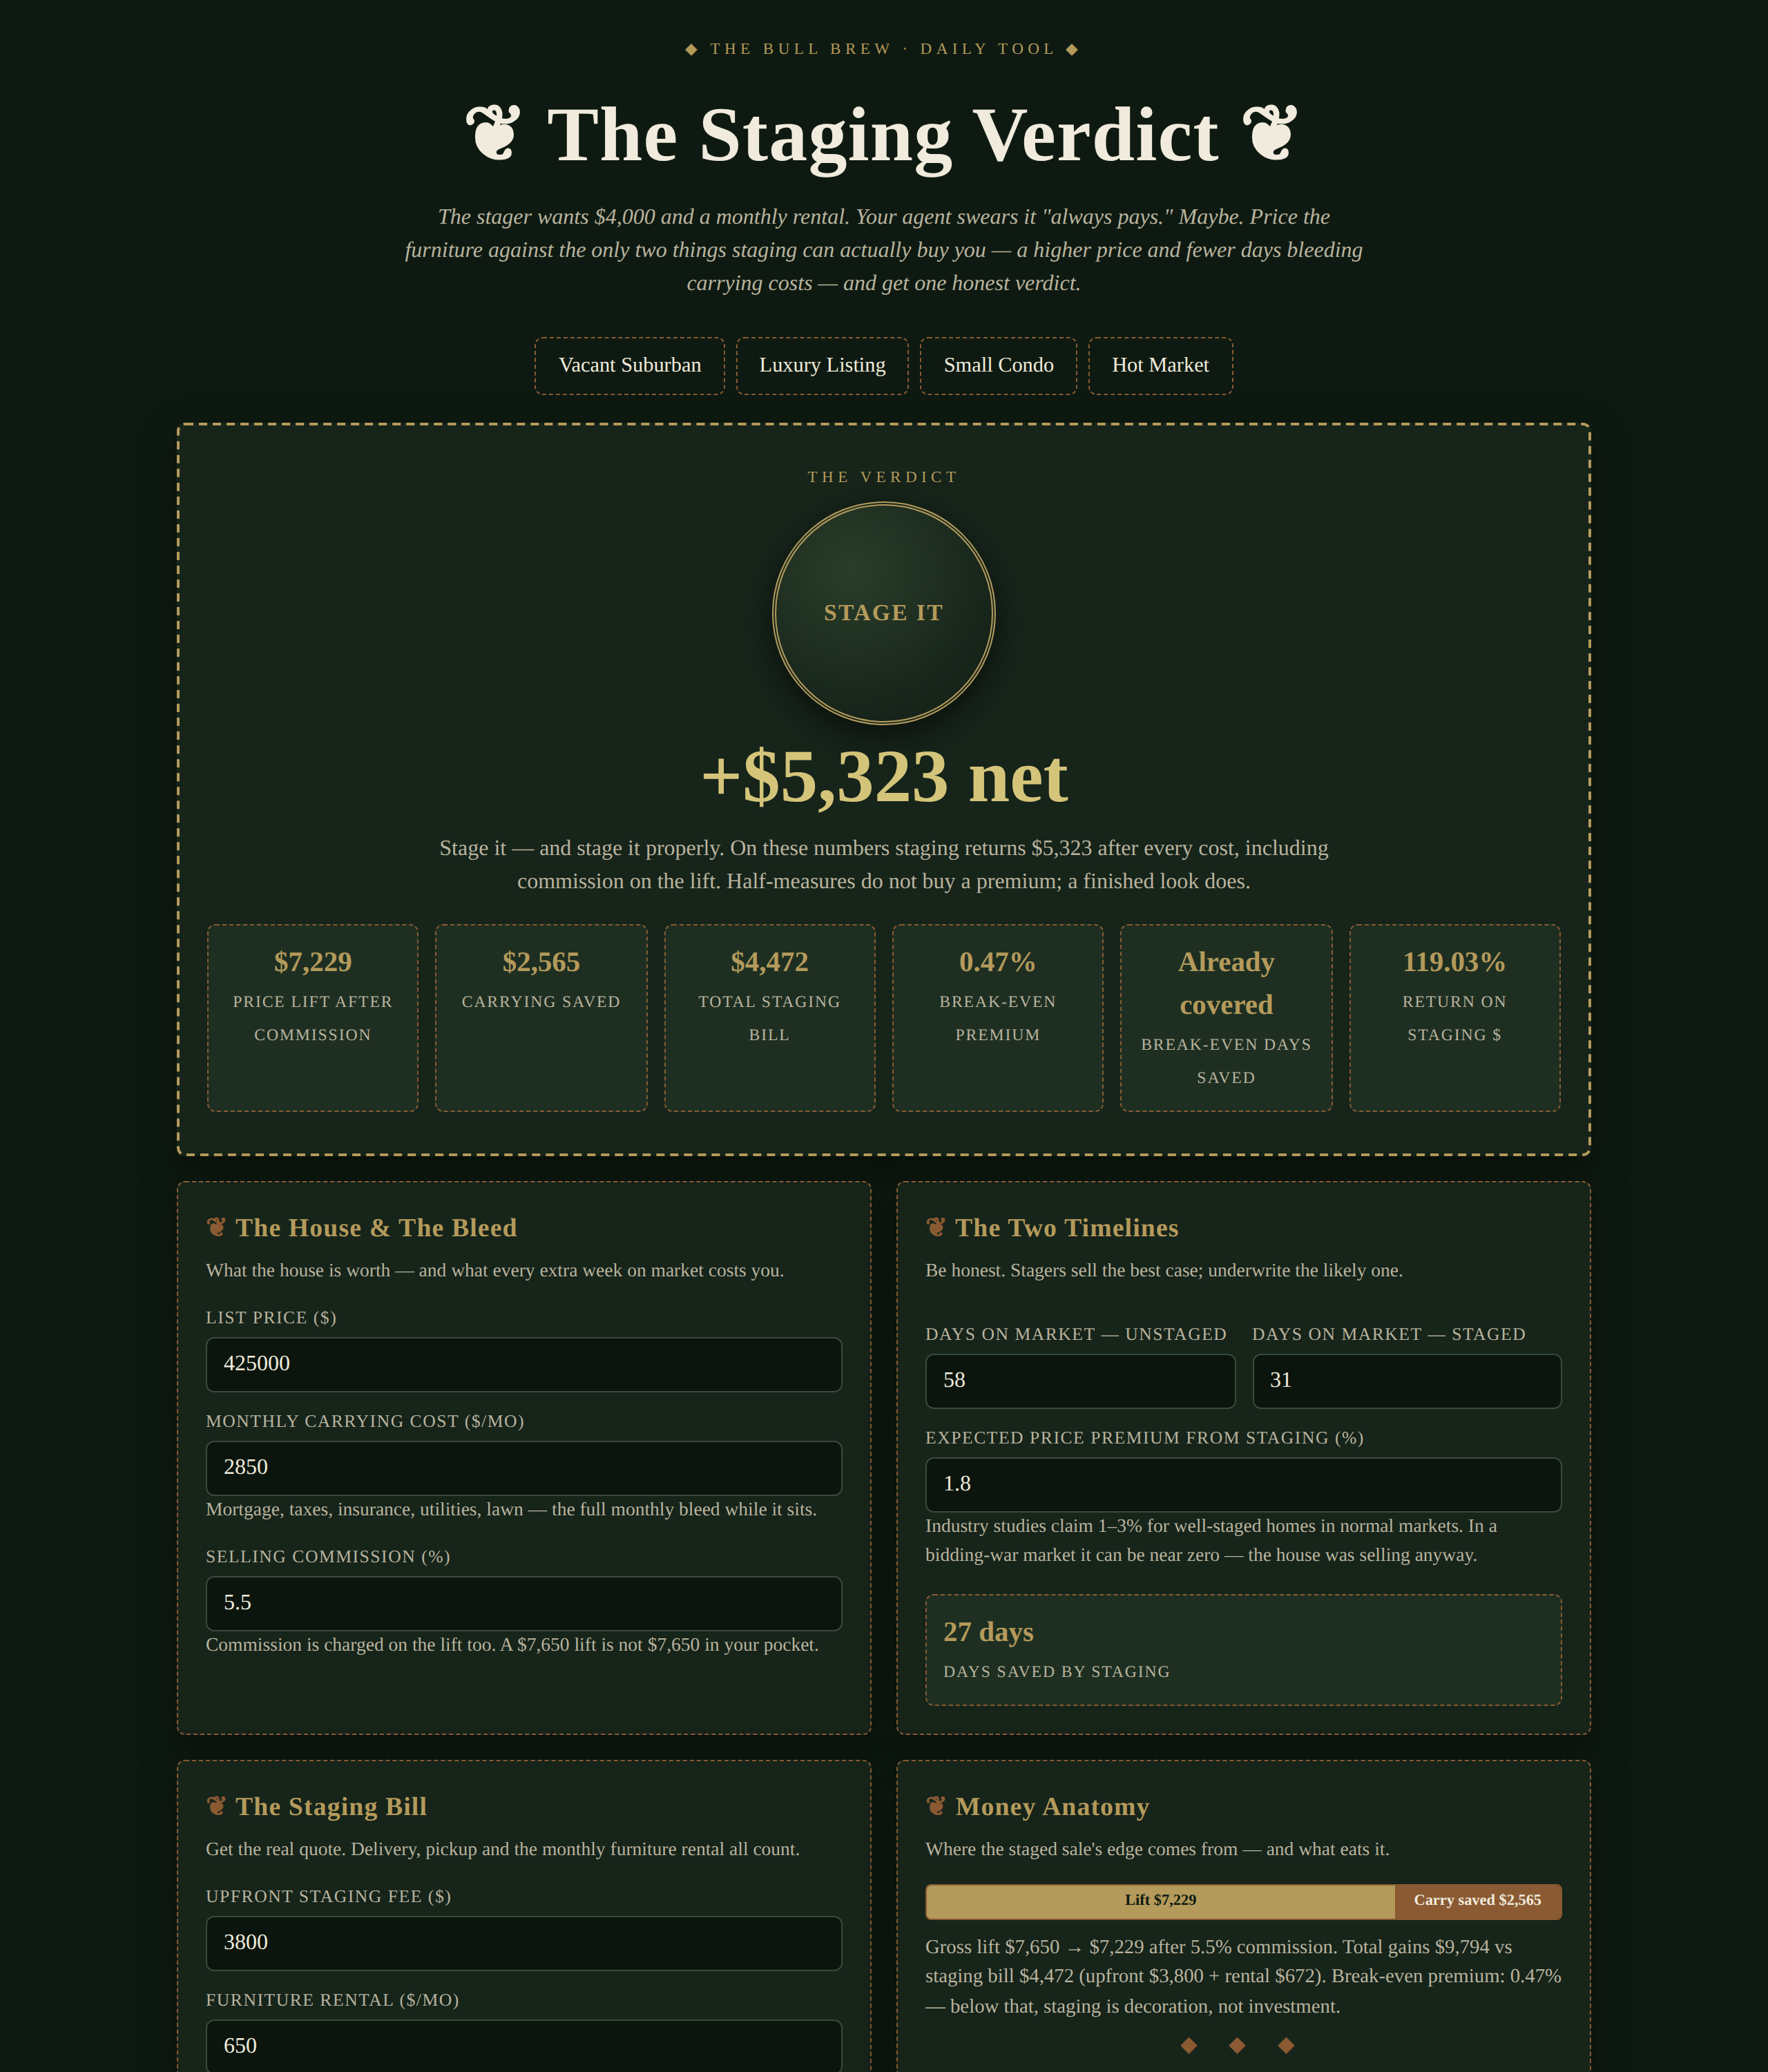 ◆ THE BULL BREW · DAILY TOOL ◆
❦ The Staging Verdict ❦
The stager wants $4,000 and a monthly rental. Your agent swears it "always pays." Maybe. Price the
furniture against the only two things staging can actually buy you — a higher price and fewer days bleeding
carrying costs — and get one honest verdict.
Vacant Suburban
Luxury Listing
Small Condo
Hot Market
THE VERDICT
STAGE IT
+$5,323 net
Stage it — and stage it properly. On these numbers staging returns $5,323 after every cost, including
commission on the lift. Half-measures do not buy a premium; a finished look does.
$7,229
PRICE LIFT AFTER
COMMISSION
$2,565
CARRYING SAVED
$4,472
TOTAL STAGING
BILL
0.47%
BREAK-EVEN
PREMIUM
Already
covered
BREAK-EVEN DAYS
SAVED
119.03%
RETURN ON
STAGING $
❦ The House & The Bleed
What the house is worth — and what every extra week on market costs you.
LIST PRICE ($)
425000
MONTHLY CARRYING COST ($/MO)
2850
Mortgage, taxes, insurance, utilities, lawn — the full monthly bleed while it sits.
SELLING COMMISSION (%)
5.5
Commission is charged on the lift too. A $7,650 lift is not $7,650 in your pocket.
❦ The Two Timelines
Be honest. Stagers sell the best case; underwrite the likely one.
DAYS ON MARKET — UNSTAGED
58
DAYS ON MARKET — STAGED
31
EXPECTED PRICE PREMIUM FROM STAGING (%)
1.8
Industry studies claim 1–3% for well-staged homes in normal markets. In a
bidding-war market it can be near zero — the house was selling anyway.
27 days
DAYS SAVED BY STAGING
❦ The Staging Bill
Get the real quote. Delivery, pickup and the monthly furniture rental all count.
UPFRONT STAGING FEE ($)
3800
FURNITURE RENTAL ($/MO)
650
❦ Money Anatomy
Where the staged sale's edge comes from — and what eats it.
Lift $7,229
Carry saved $2,565
Gross lift $7,650 → $7,229 after 5.5% commission. Total gains $9,794 vs
staging bill $4,472 (upfront $3,800 + rental $672). Break-even premium: 0.47%
— below that, staging is decoration, not investment.
◆ ◆ ◆